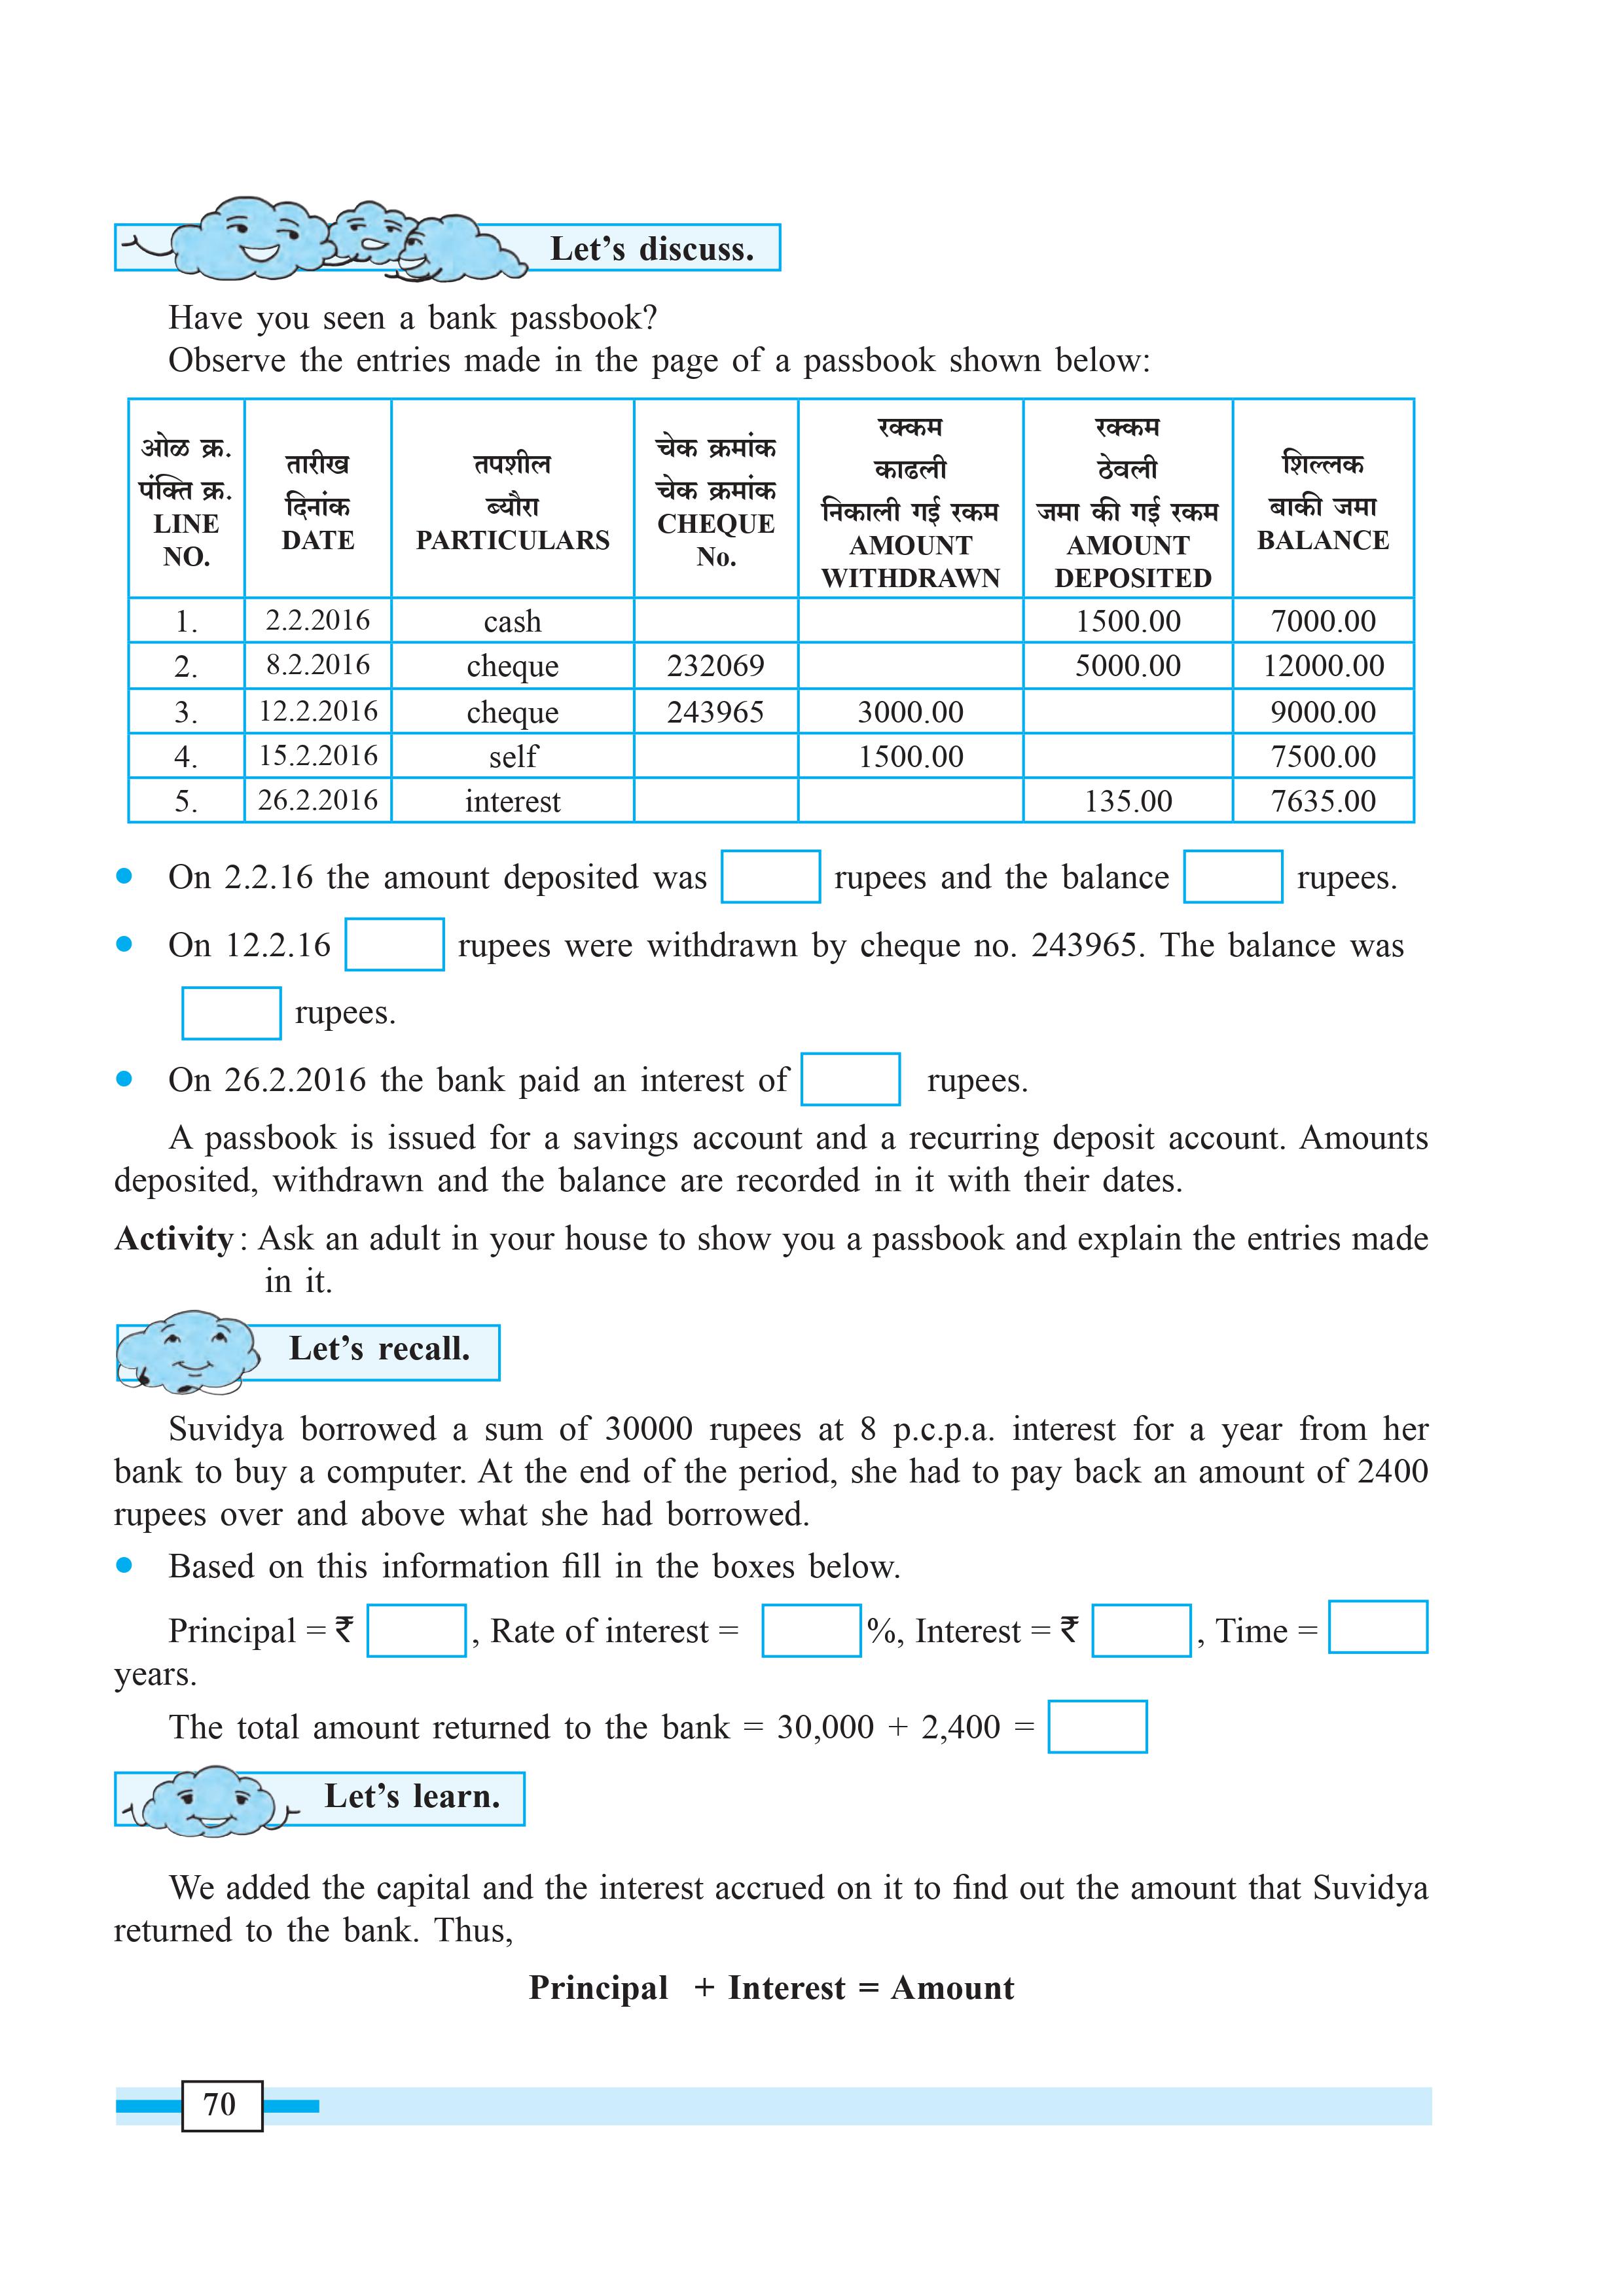 Let's discuss.
Have you seen a bank passbook?
Observe the entries made in the page of a passbook shown below:
ओळ क्र. पंक्ति क्र. LINE NO. तारीख दिनांक DATE तपशील ब्यौरा PARTICULARS चेक क्रमांक चेक क्रमांक CHEQUE No. रक्कम काढली निकाली गई रकम AMOUNT WITHDRAWN रक्कम ठेवली जमा की गई रकम AMOUNT DEPOSITED शिल्लक बाकी जमा BALANCE
1. 2.2.2016 cash 1500.00 7000.00
2. 8.2.2016 cheque 232069 5000.00 12000.00
3. 12.2.2016 cheque 243965 3000.00 9000.00
4. 15.2.2016 self 1500.00 7500.00
5. 26.2.2016 interest 135.00 7635.00
• On 2.2.16 the amount deposited was rupees and the balance rupees.
• On 12.2.16 rupees were withdrawn by cheque no. 243965. The balance was
rupees.
• On 26.2.2016 the bank paid an interest of rupees.
A passbook is issued for a savings account and a recurring deposit account. Amounts
deposited, withdrawn and the balance are recorded in it with their dates.
Activity : Ask an adult in your house to show you a passbook and explain the entries made
in it.
Let's recall.
Suvidya borrowed a sum of 30000 rupees at 8 p.c.p.a. interest for a year from her
bank to buy a computer. At the end of the period, she had to pay back an amount of 2400
rupees over and above what she had borrowed.
• Based on this information fill in the boxes below.
Principal = ₹ , Rate of interest = %, Interest = ₹ , Time =
years.
The total amount returned to the bank = 30,000 + 2,400 =
Let's learn.
We added the capital and the interest accrued on it to find out the amount that Suvidya
returned to the bank. Thus,
Principal + Interest = Amount
70